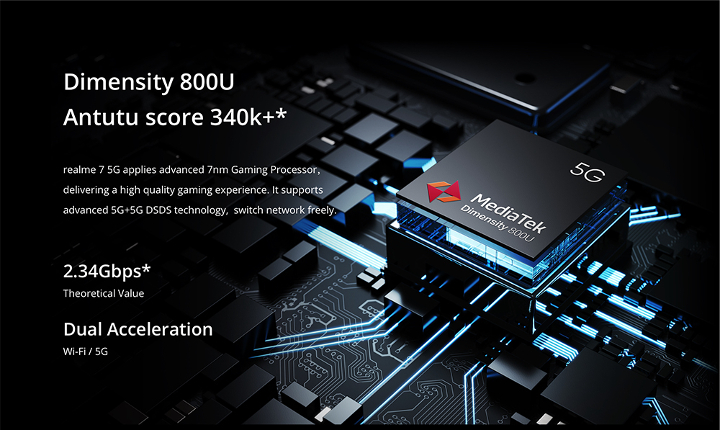 Dimensity 800U
Antutu score 340k+*
realme 7 5G applies advanced 7nm Gaming Processor,
delivering a high quality gaming experience. It supports
advanced 5G+5G DSDS technology, switch network freely.
2.34Gbps*
Theoretical Value
Dual Acceleration
Wi-Fi / 5G
5G
MediaTek
Dimensity 800U